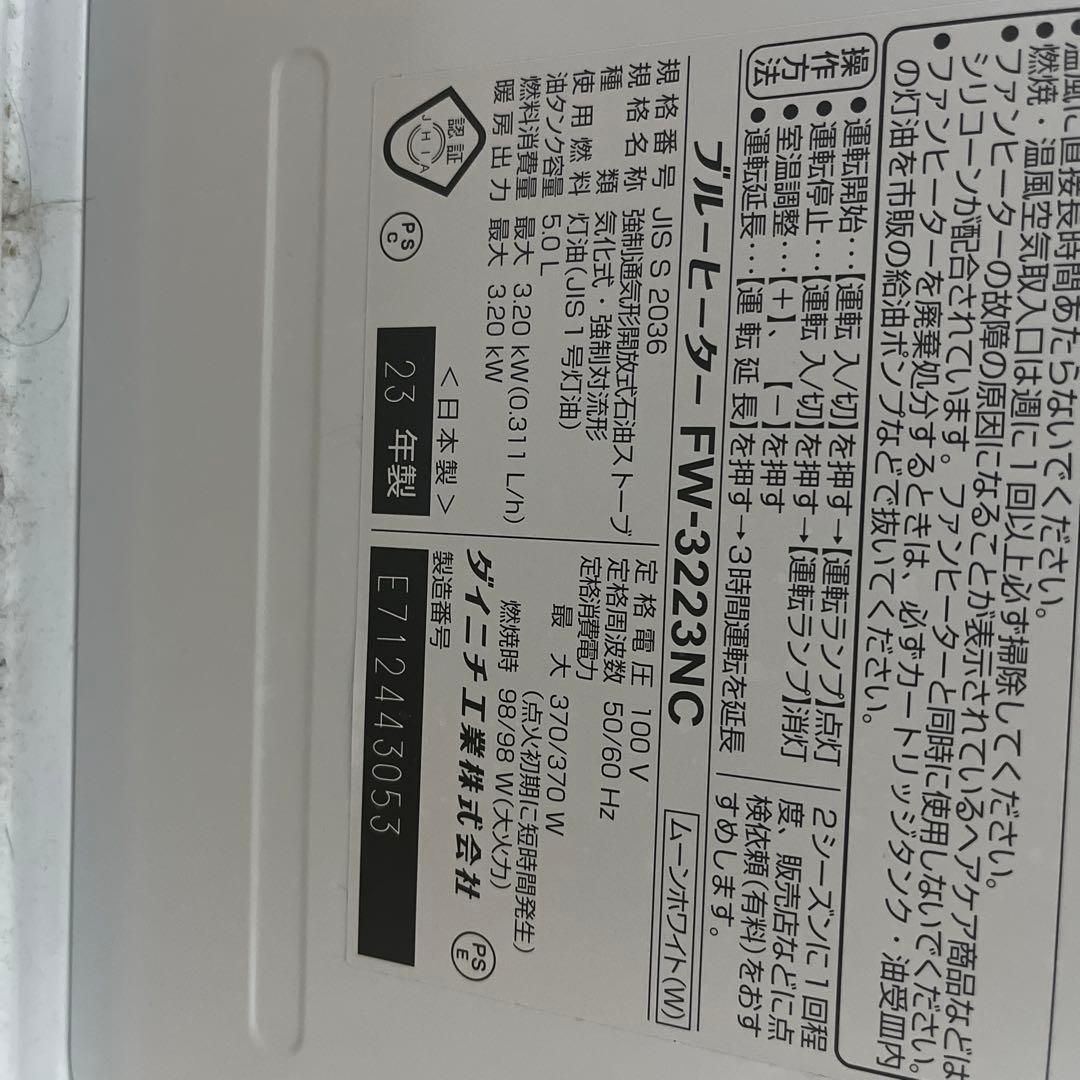 温風に直接長時間あたらないでください。
●燃焼・温風空気取入口は週に1回以上必ず掃除してください。
●ファンヒーターの故障の原因になることが表示されているヘアケア商品などは
シリコーンが配合されています。ファンヒーターと同時に使用しないでください。
●ファンヒーターを廃棄処分するときは、必ずカートリッジタンク・油受皿内
の灯油を市販の給油ポンプなどで抜いてください。
操作方法
●運転開始‥【運転 入/切】を押す→【運転ランプ】点灯
●運転停止‥【運転 入/切】を押す→【運転ランプ】消灯
●室温調整‥【＋】、【－】を押す
●運転延長‥【運転延長】を押す→3時間運転を延長
2シーズンに1回程
度、販売店などに点
検依頼(有料)をおす
すめします。
ブルーヒーター FW-3223NC
ムーンホワイト(W)
規格番号 JIS S 2036
規格名称 強制通気形開放式石油ストーブ
種類 気化式・強制対流形
使用燃料 灯油(JIS1号灯油)
油タンク容量 5.0 L
燃料消費量 最大 3.20 kW(0.311 L/h)
暖房出力 最大 3.20 kW
定格電圧 100 V
定格周波数 50/60 Hz
定格消費電力
最大 370/370 W
(点火初期に短時間発生)
燃焼時 98/98 W(大火力)
認証
JHIA
PS
C
<日本製>
23 年製
ダイニチ工業株式会社
PS
E
製造番号
E712443053